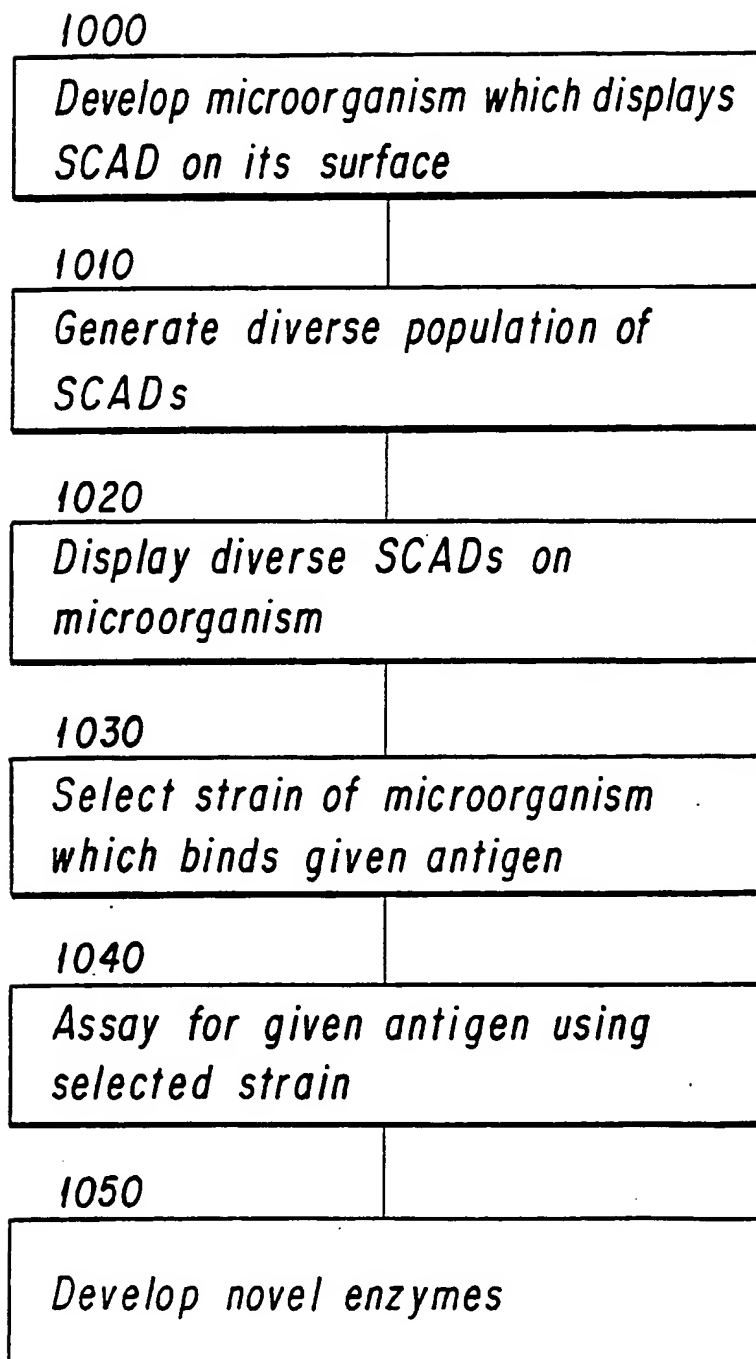 1000
Develop microorganism which displays
SCAD on its surface
1010
Generate diverse population of
SCADs
1020
Display diverse SCADs on
microorganism
1030
Select strain of microorganism
which binds given antigen
1040
Assay for given antigen using
selected strain
1050
Develop novel enzymes